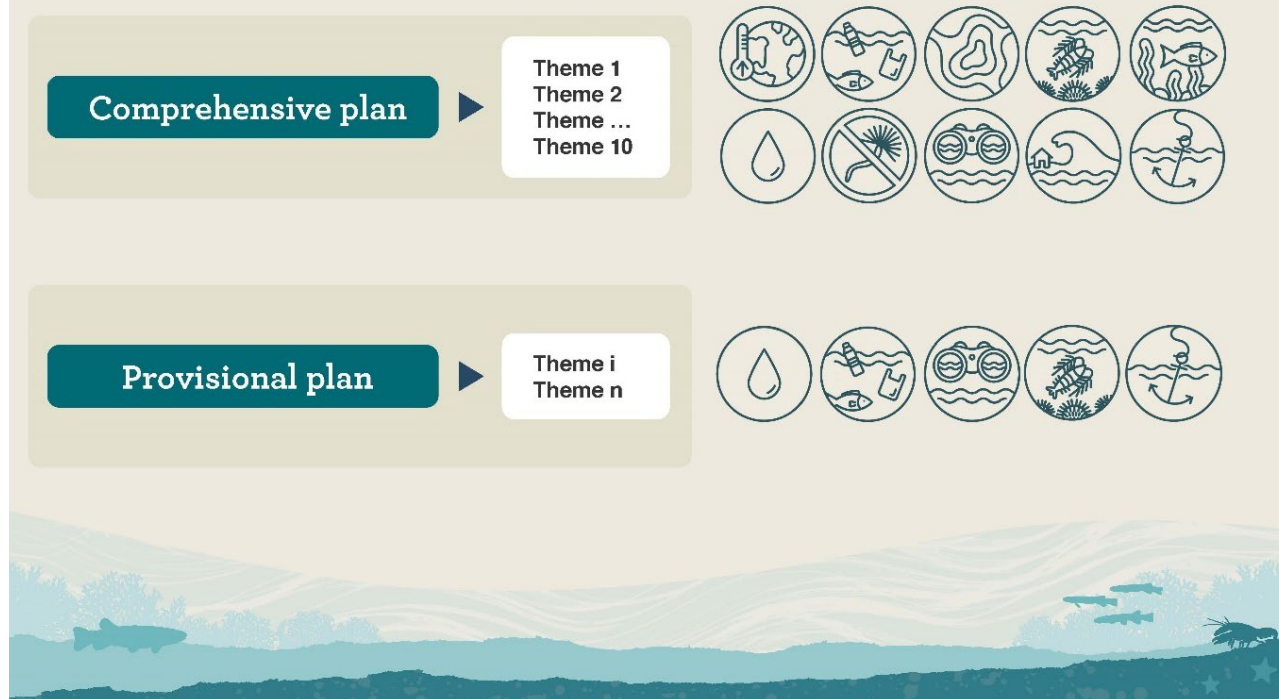 Comprehensive plan
Theme 1
Theme 2
Theme ...
Theme 10
Provisional plan
Theme i
Theme n